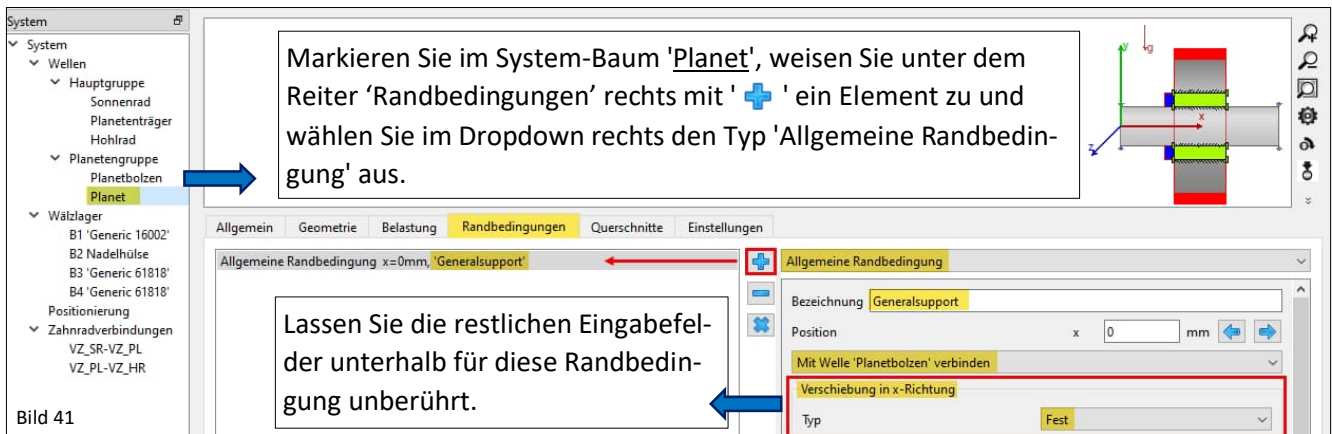 System
System
Wellen
Hauptgruppe
Sonnenrad
Planetenträger
Hohlrad
Planetengruppe
Planetbolzen
Planet
Wälzlager
B1 'Generic 16002'
B2 Nadelhülse
B3 'Generic 61818'
B4 'Generic 61818'
Positionierung
Zahnradverbindungen
VZ_SR-VZ_PL
VZ_PL-VZ_HR
Bild 41
Markieren Sie im System-Baum 'Planet', weisen Sie unter dem
Reiter ‘Randbedingungen’ rechts mit ' ' ein Element zu und
wählen Sie im Dropdown rechts den Typ 'Allgemeine Randbedin-
gung' aus.
y
g
x
z
Allgemein Geometrie Belastung Randbedingungen Querschnitte Einstellungen
Allgemeine Randbedingung x=0mm, 'Generalsupport'
Lassen Sie die restlichen Eingabefel-
der unterhalb für diese Randbedin-
gung unberührt.
Allgemeine Randbedingung
Bezeichnung Generalsupport
Position x 0 mm
Mit Welle 'Planetbolzen' verbinden
Verschiebung in x-Richtung
Typ Fest